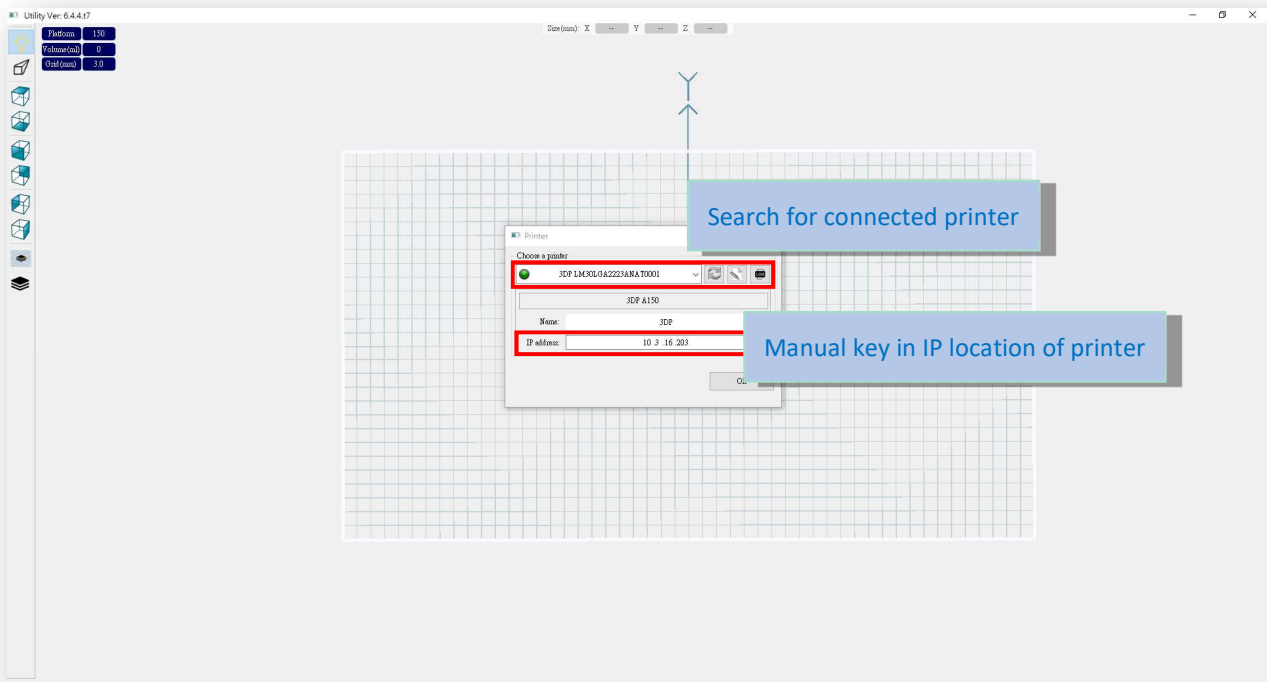 Utility Ver: 6.4.4.t7
Size(mm): X -- Y -- Z --
Platform 150
Volume(ml) 0
Grid(mm) 3.0
Y
Search for connected printer
Printer
Choose a printer
3DP LM30LGA2223ANAT0001
3DP A150
Name: 3DP
IP address: 10 .3 .16 .203
Manual key in IP location of printer